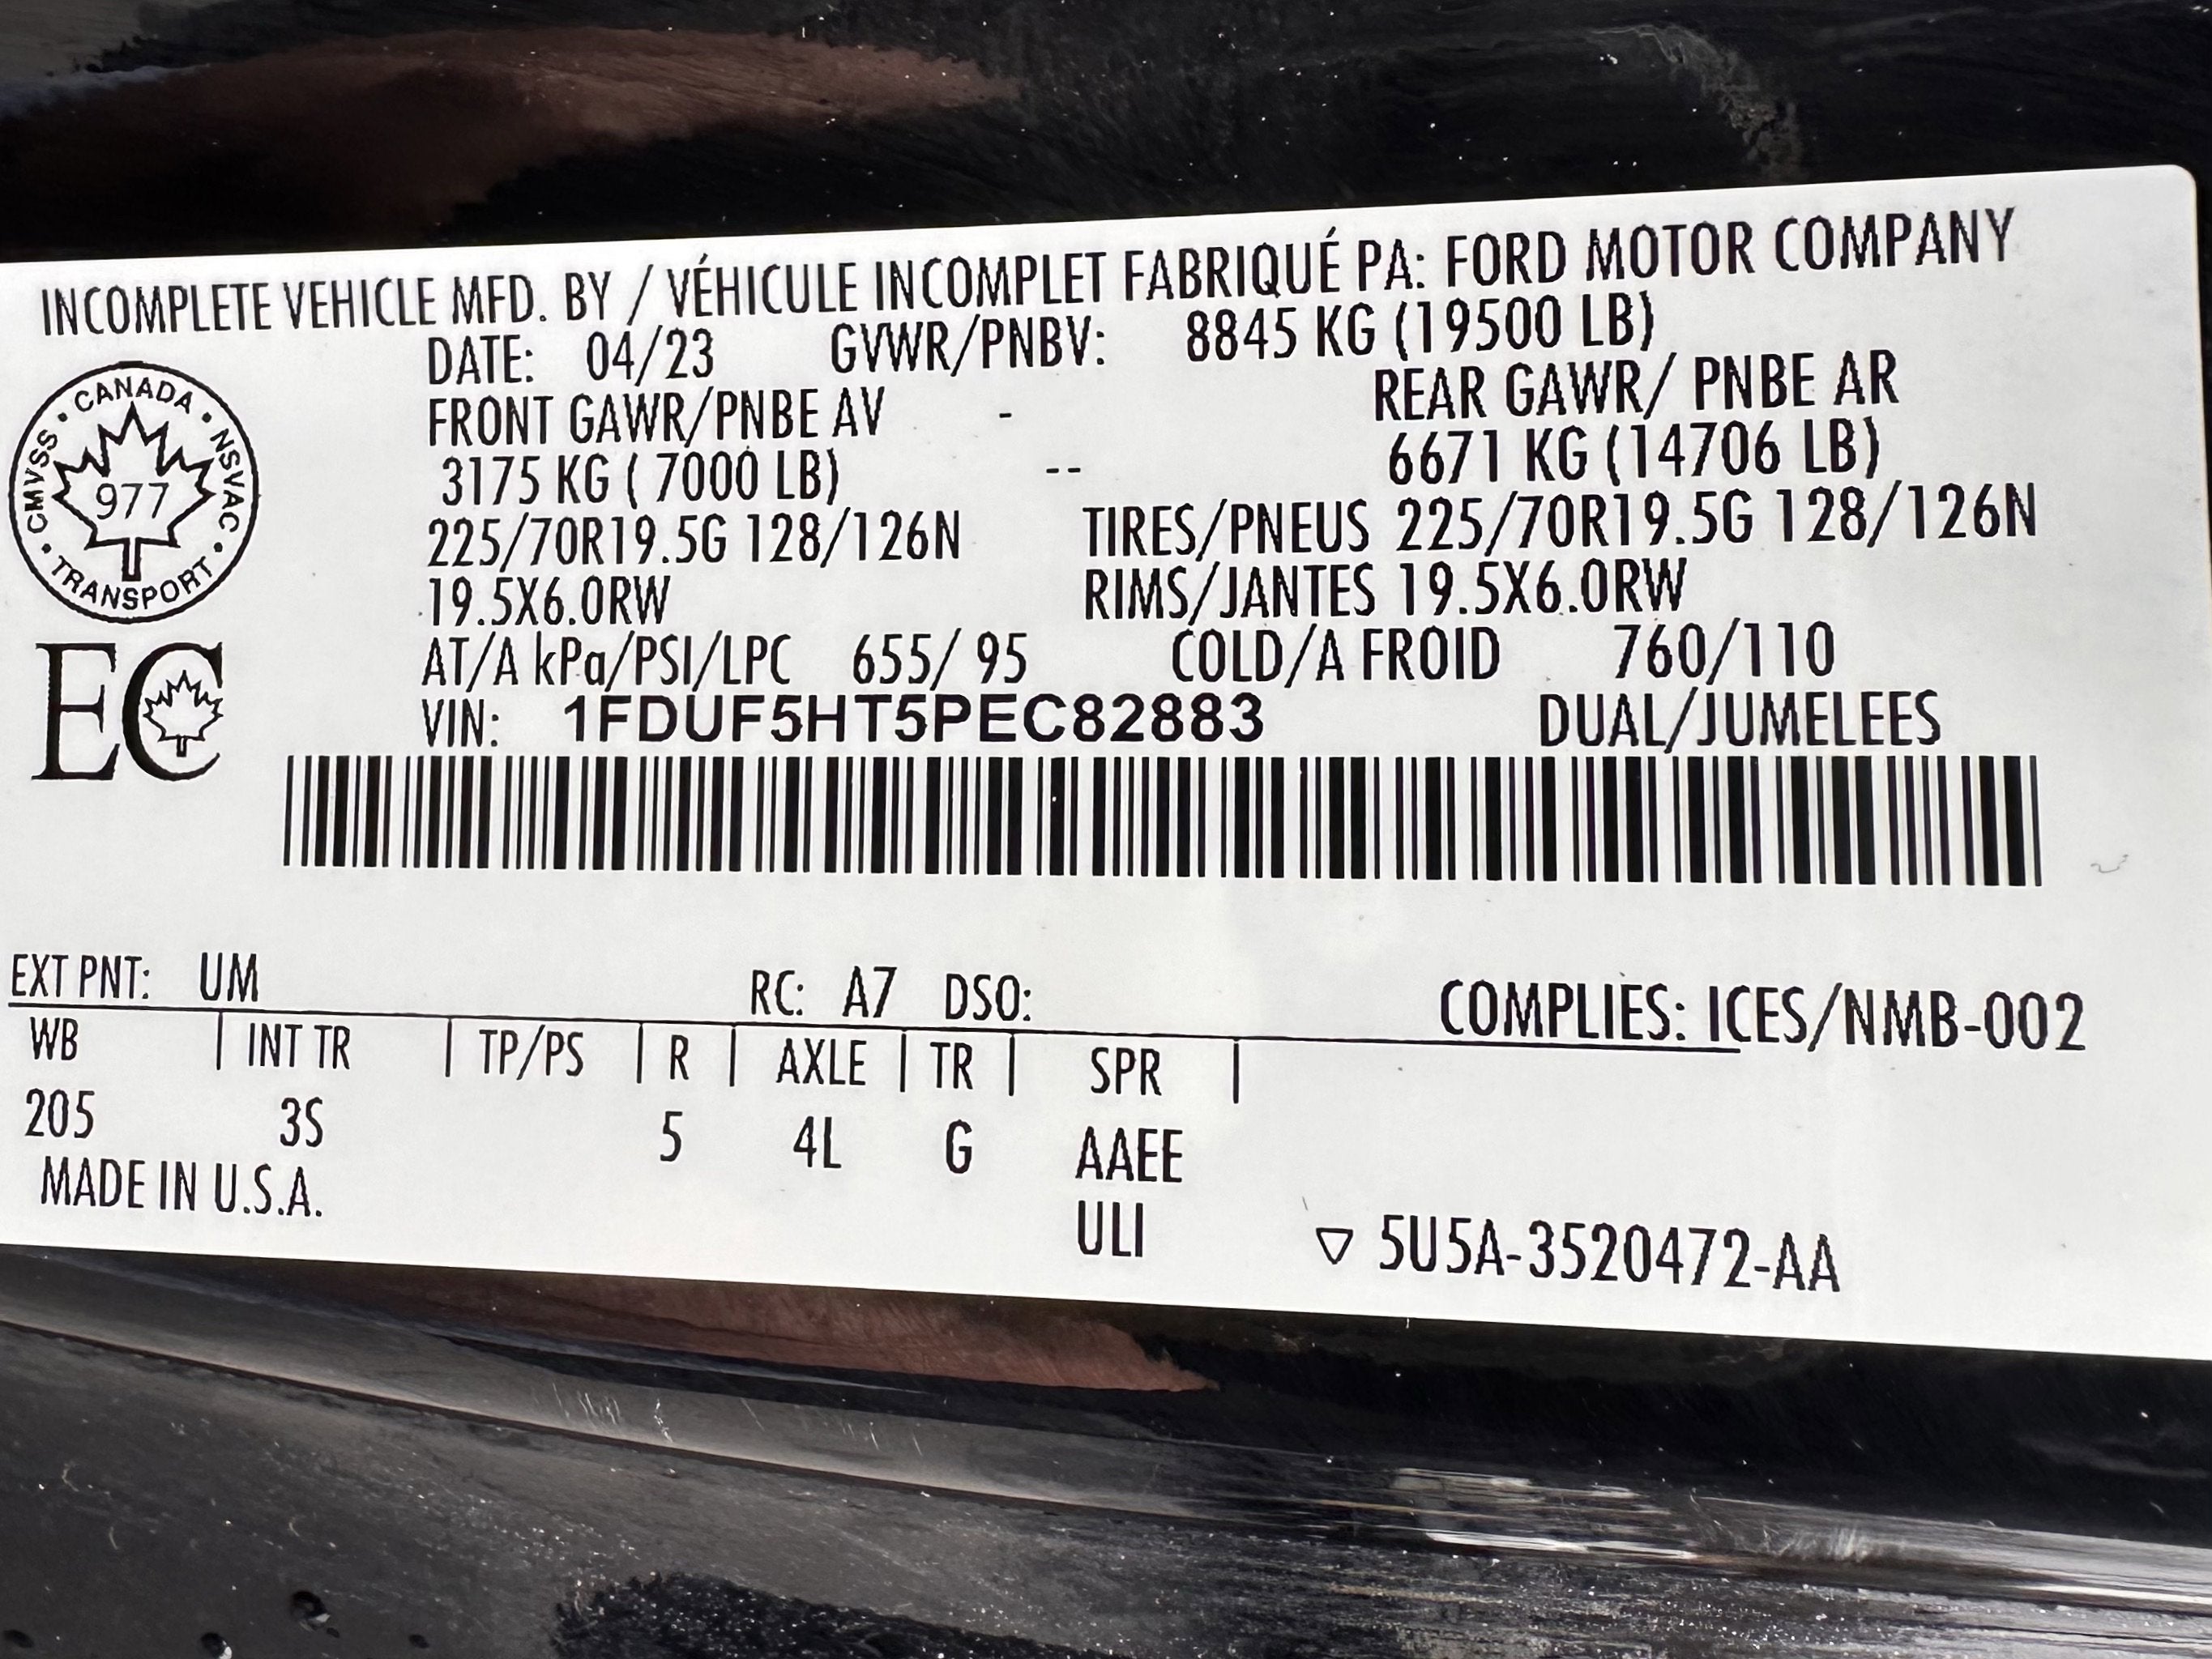 INCOMPLETE VEHICLE MFD. BY / VÉHICULE INCOMPLET FABRIQUÉ PA: FORD MOTOR COMPANY
DATE: 04/23 GVWR/PNBV: 8845 KG (19500 LB)
FRONT GAWR/PNBE AV - REAR GAWR/ PNBE AR
3175 KG ( 7000 LB) -- 6671 KG (14706 LB)
225/70R19.5G 128/126N TIRES/PNEUS 225/70R19.5G 128/126N
19.5X6.0RW RIMS/JANTES 19.5X6.0RW
AT/A kPa/PSI/LPC 655/ 95 COLD/A FROID 760/110
VIN: 1FDUF5HT5PEC82883 DUAL/JUMELEES
CANADA • NSVAC • TRANSPORT • CMVSS •
977
EC
EXT PNT: UM RC: A7 DSO: COMPLIES: ICES/NMB-002
WB | INT TR | TP/PS | R | AXLE | TR | SPR |
205 3S 5 4L G AAEE
MADE IN U.S.A. ULI
▽ 5U5A-3520472-AA